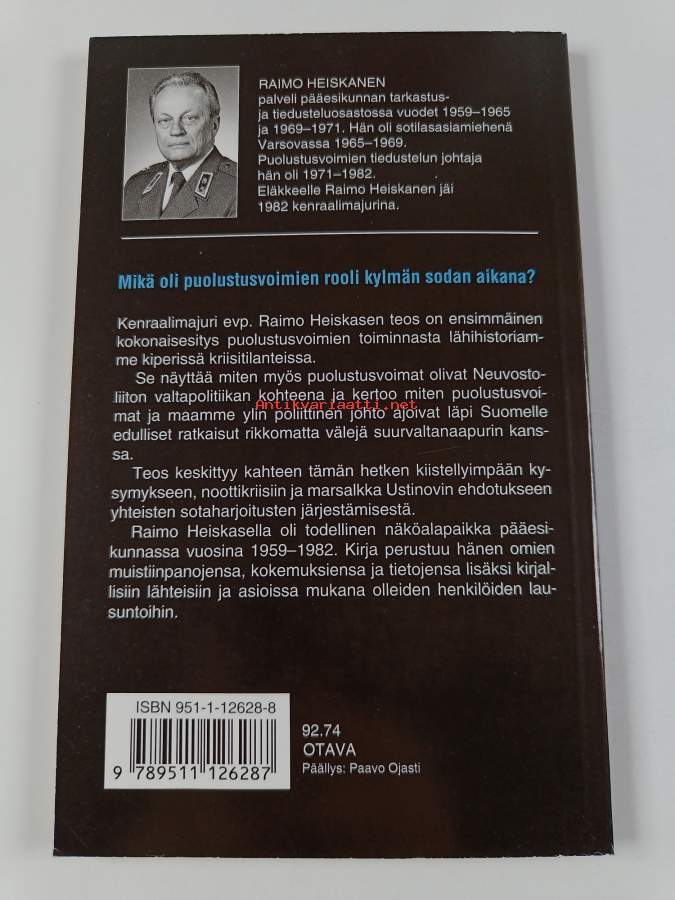 RAIMO HEISKANEN
palveli pääesikunnan tarkastus-
ja tiedusteluosastossa vuodet 1959–1965
ja 1969–1971. Hän oli sotilasasiamiehenä
Varsovassa 1965–1969.
Puolustusvoimien tiedustelun johtaja
hän oli 1971–1982.
Eläkkeelle Raimo Heiskanen jäi
1982 kenraalimajurina.
Mikä oli puolustusvoimien rooli kylmän sodan aikana?
Kenraalimajuri evp. Raimo Heiskasen teos on ensimmäinen
kokonaisesitys puolustusvoimien toiminnasta lähihistoriam-
me kiperissä kriisitilanteissa.
Se näyttää miten myös puolustusvoimat olivat Neuvosto-
liiton valtapolitiikan kohteena ja kertoo miten puolustusvoi-
Antikvariaatti.net
mat ja maamme ylin poliittinen johto ajoivat läpi Suomelle
edulliset ratkaisut rikkomatta välejä suurvaltanaapurin kans-
sa.
Teos keskittyy kahteen tämän hetken kiistellyimpään ky-
symykseen, noottikriisiin ja marsalkka Ustinovin ehdotukseen
yhteisten sotaharjoitusten järjestämisestä.
Raimo Heiskasella oli todellinen näköalapaikka pääesi-
kunnassa vuosina 1959–1982. Kirja perustuu hänen omien
muistiinpanojensa, kokemuksiensa ja tietojensa lisäksi kirjal-
lisiin lähteisiin ja asioissa mukana olleiden henkilöiden lau-
suntoihin.
ISBN 951-1-12628-8
9 789511 126287
92.74
OTAVA
Päällys: Paavo Ojasti